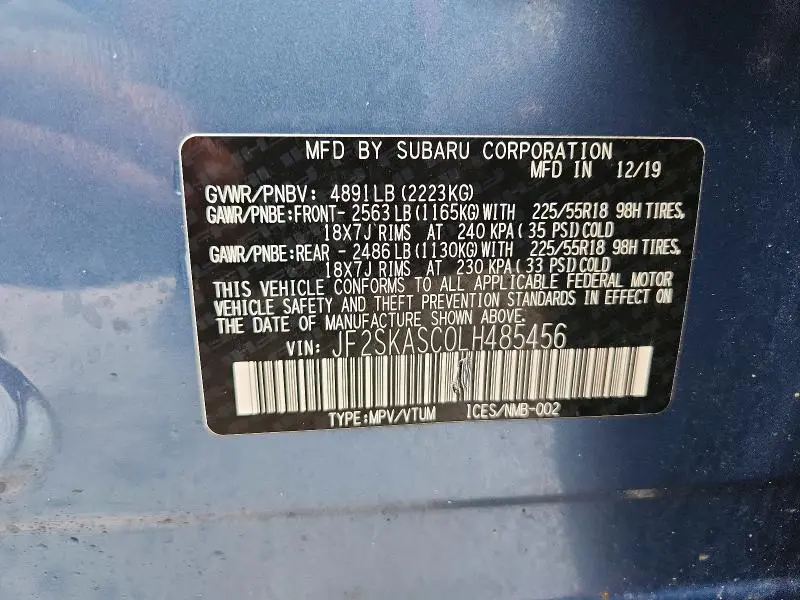 MFD BY SUBARU CORPORATION
MFD IN 12/19
GVWR/PNBV: 4891LB(2223KG)
GAWR/PNBE:FRONT- 2563LB(1165KG)WITH 225/55R18 98H TIRES,
18X7J RIMS AT 240 KPA(35 PSI)COLD
GAWR/PNBE:REAR - 2486LB(1130KG)WITH 225/55R18 98H TIRES,
18X7J RIMS AT 230 KPA(33 PSI)COLD
THIS VEHICLE CONFORMS TO ALL APPLICABLE FEDERAL MOTOR
VEHICLE SAFETY AND THEFT PREVENTION STANDARDS IN EFFECT ON
THE DATE OF MANUFACTURE SHOWN ABOVE.
VIN: JF2SKASC0LH485456
TYPE:MPV/VTUM ICES/NMB-002